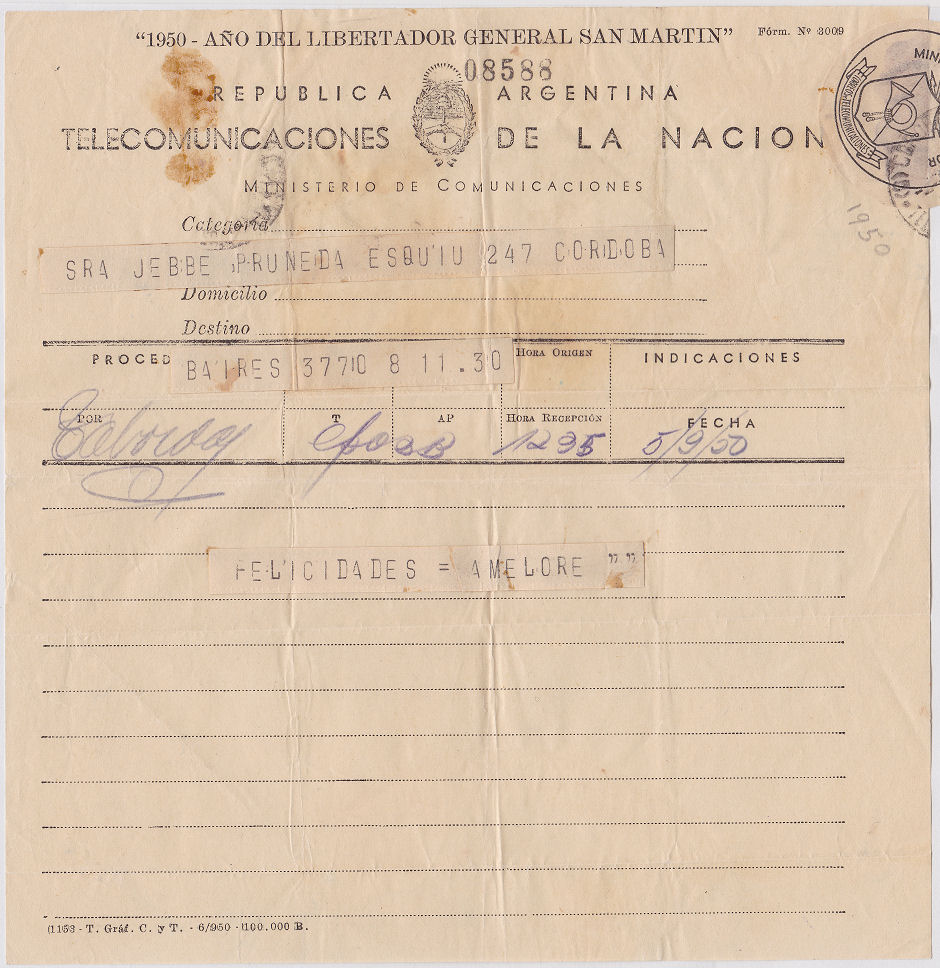 "1950 - AÑO DEL LIBERTADOR GENERAL SAN MARTIN" Fórm. Nº 3009
08588
REPUBLICA ARGENTINA
TELECOMUNICACIONES DE LA NACION
MINISTERIO DE COMUNICACIONES
1950
Categoría
SRA JEBBE PRUNEDA ESQUIU 247 CORDOBA
Domicilio
Destino
PROCED HORA ORIGEN INDICACIONES
BAIRES 37710 8 11.30
POR T AP HORA RECEPCIÓN FECHA
1235 5/9/50
FELICIDADES = AMELORE ""
(1153 - T. Gráf. C. y T. - 6/950 - 100.000 B.